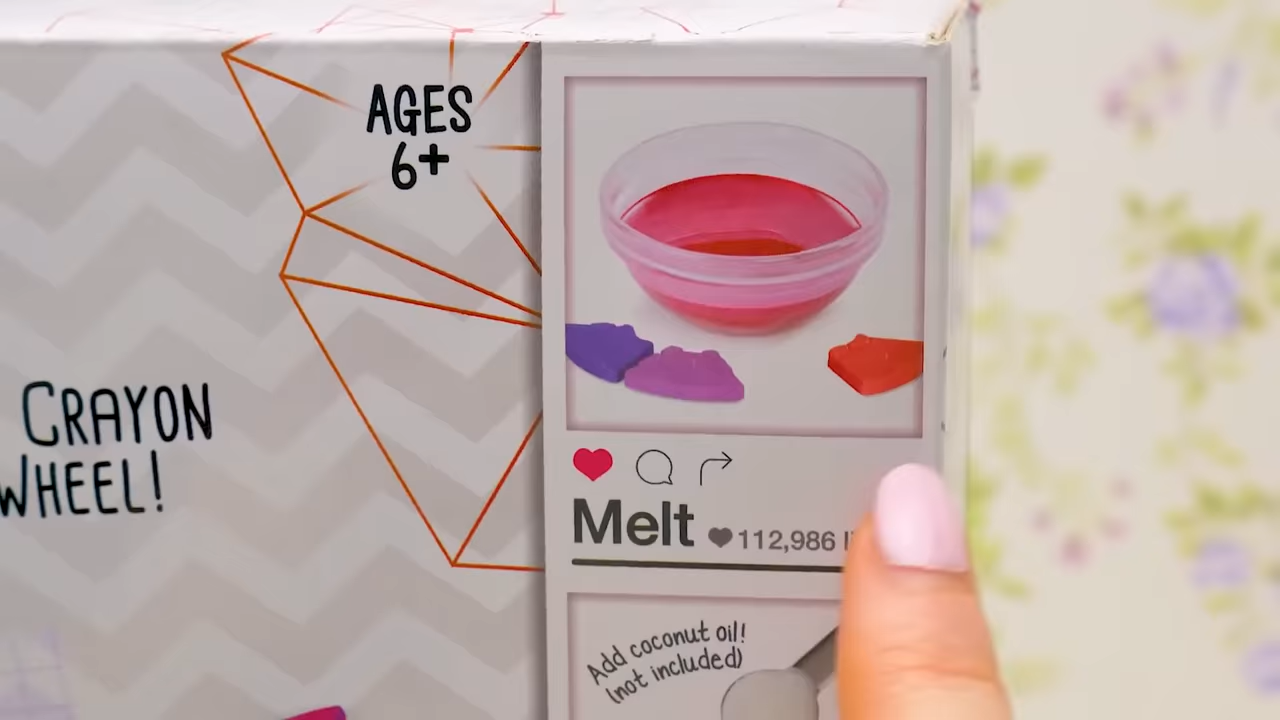 AGES
6+
CRAYON
WHEEL!
Melt 112,986
Add coconut oil!
(not included)